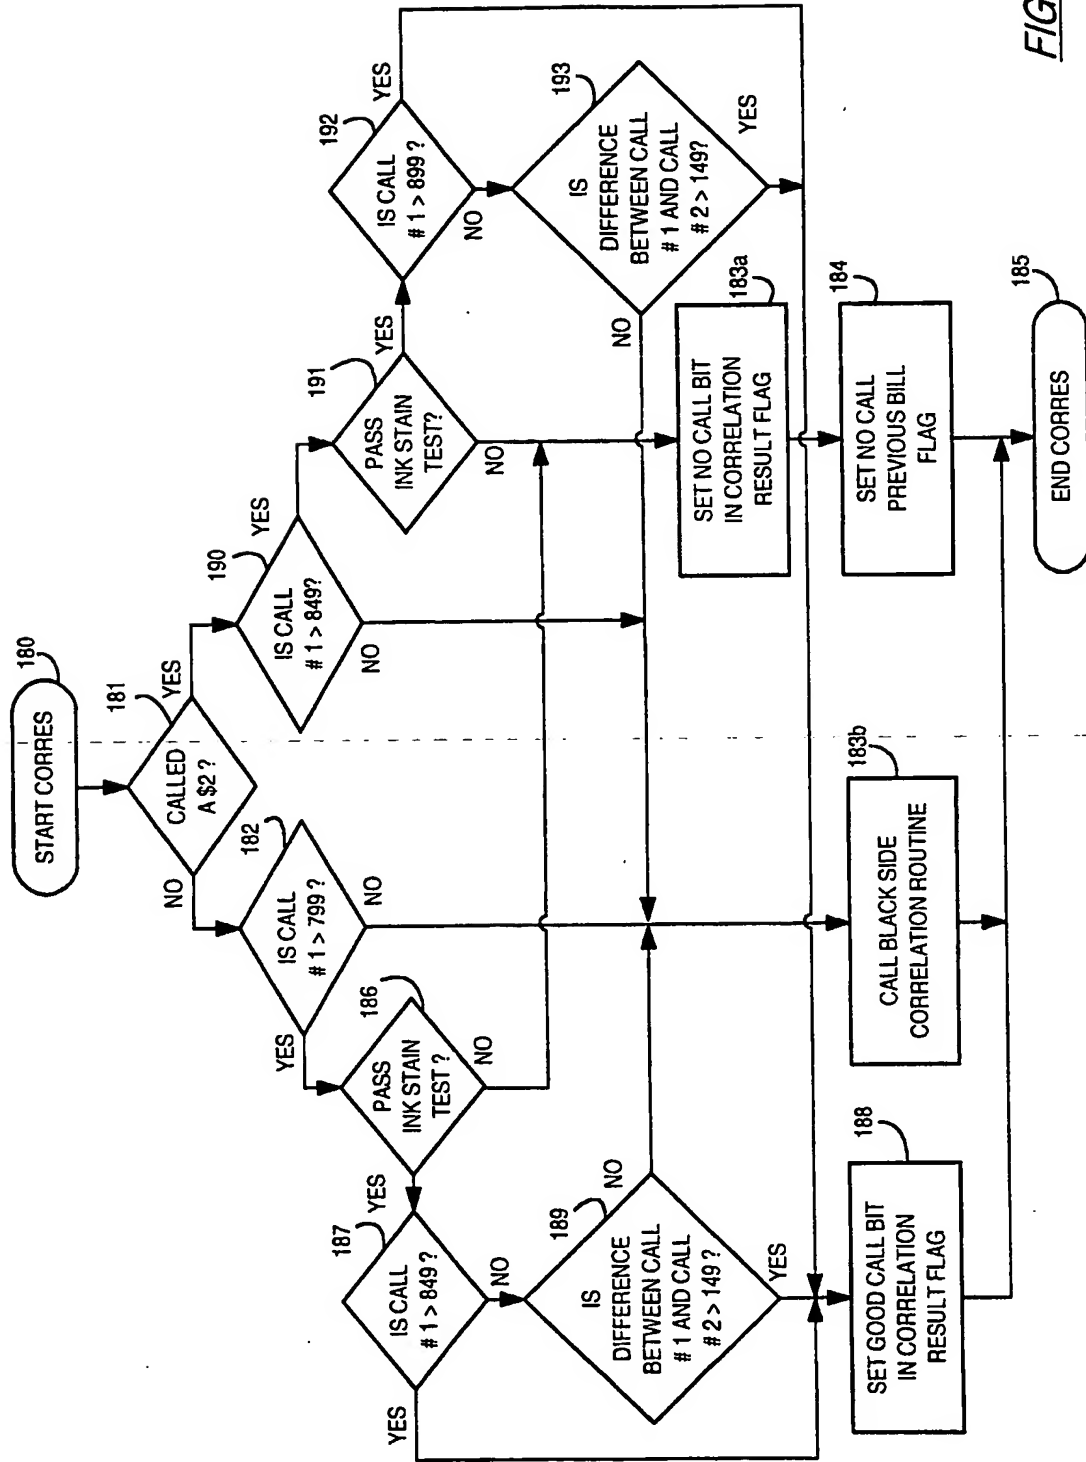 START CORRES
180
CALLED
A $2 ?
181
NO
YES
IS CALL
# 1 > 799 ?
182
YES
NO
IS CALL
# 1 > 849?
190
YES
NO
PASS
INK STAIN
TEST ?
186
YES
NO
PASS
INK STAIN
TEST?
191
YES
NO
IS CALL
# 1 > 849 ?
187
YES
NO
IS CALL
# 1 > 899 ?
192
YES
NO
IS
DIFFERENCE
BETWEEN CALL
# 1 AND CALL
# 2 > 149 ?
189
NO
YES
IS
DIFFERENCE
BETWEEN CALL
# 1 AND CALL
# 2 > 149?
193
NO
YES
SET GOOD CALL BIT
IN CORRELATION
RESULT FLAG
188
CALL BLACK SIDE
CORRELATION ROUTINE
183b
SET NO CALL BIT
IN CORRELATION
RESULT FLAG
183a
SET NO CALL
PREVIOUS BILL
FLAG
184
END CORRES
185
FIG